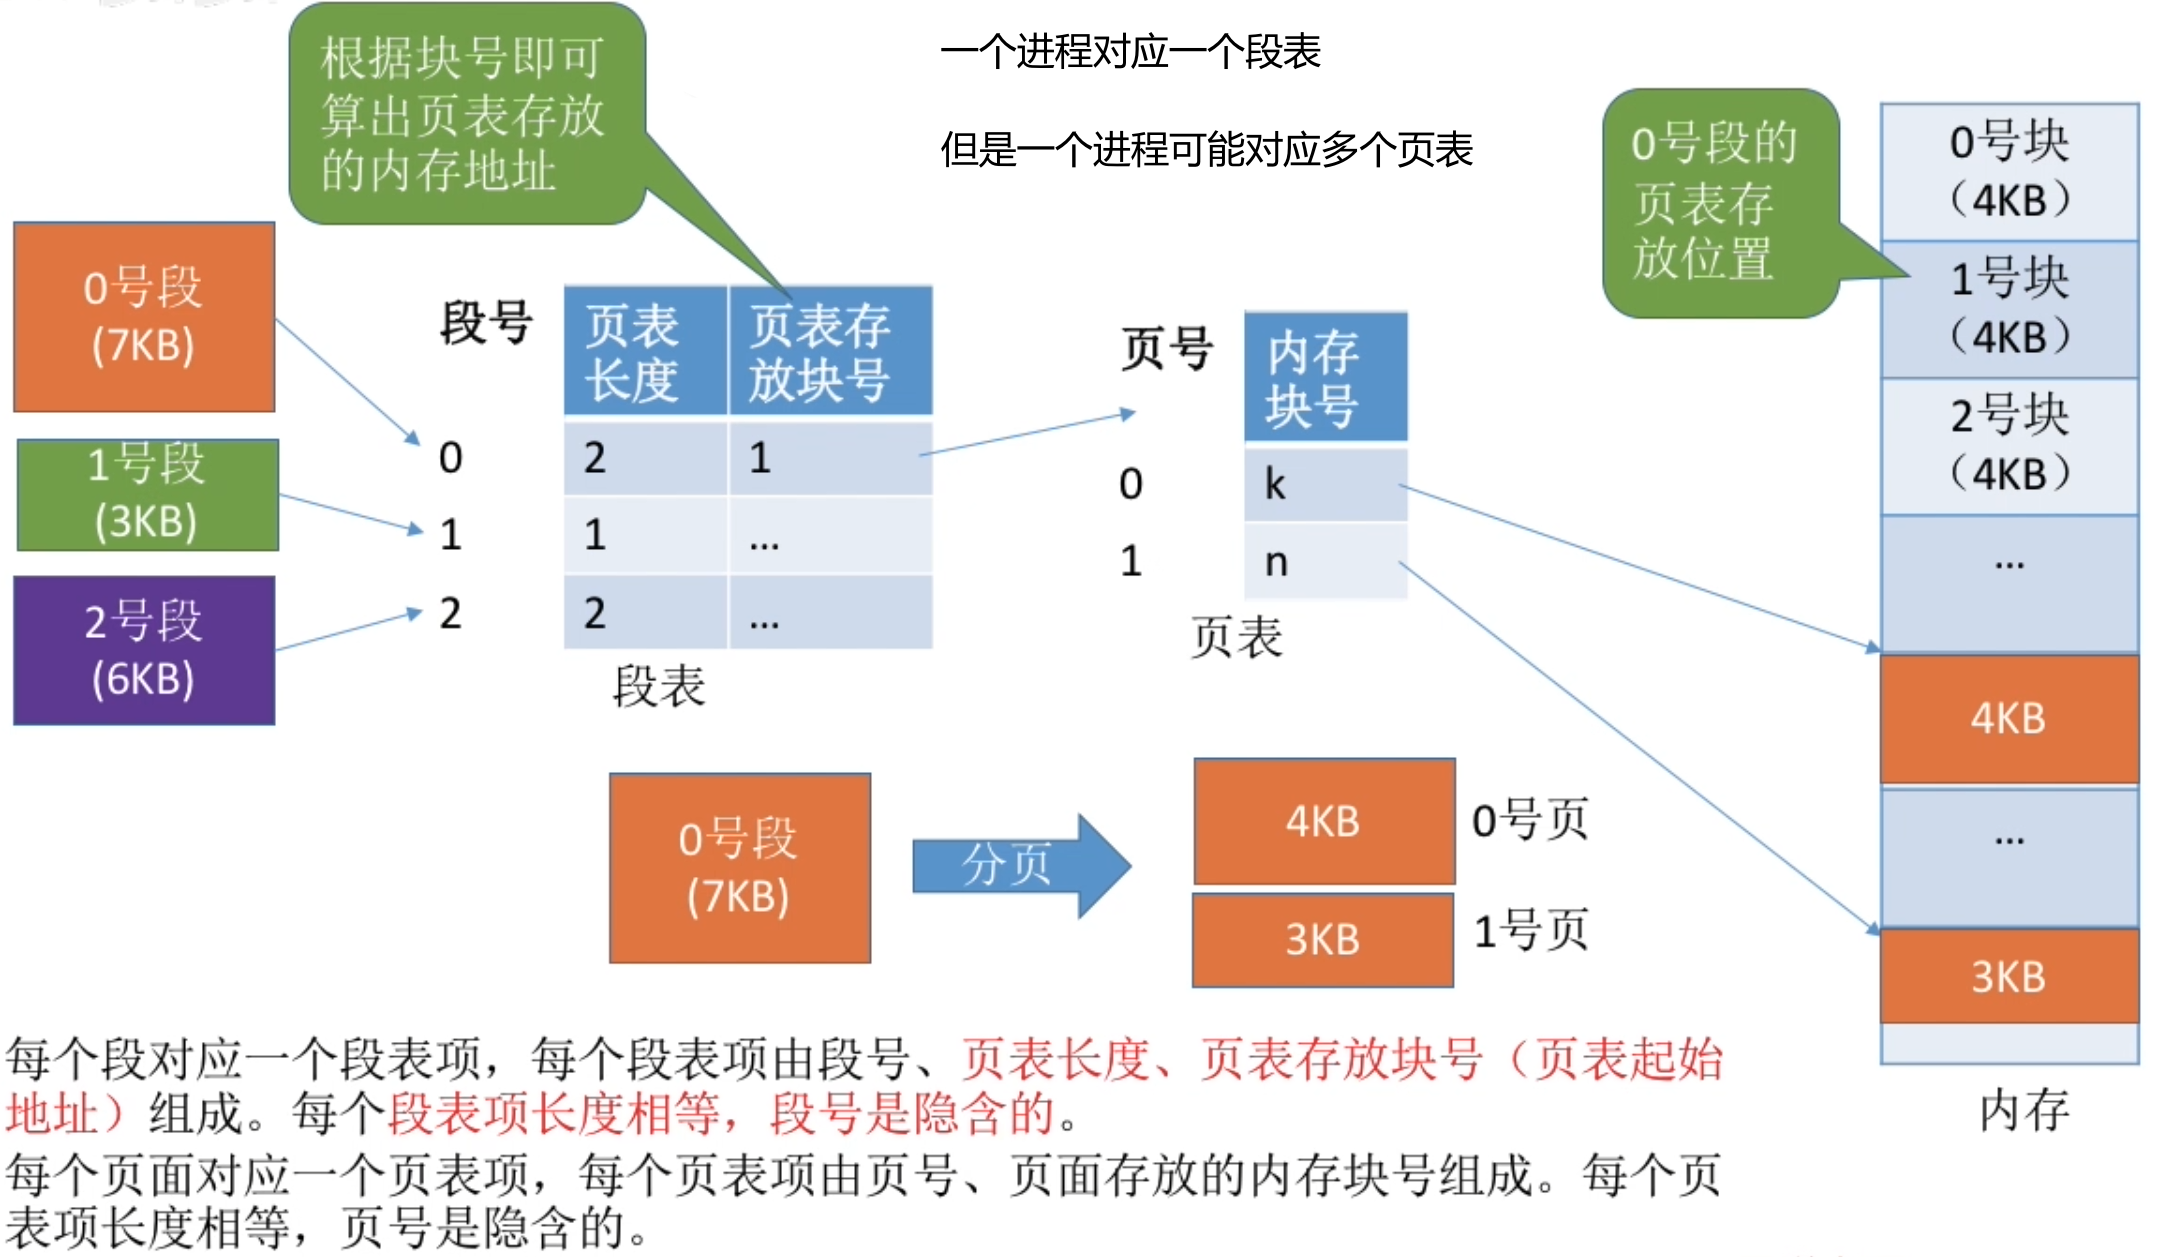 根据块号即可
算出页表存放
的内存地址
一个进程对应一个段表
但是一个进程可能对应多个页表
0号段的
页表存
放位置
0号块
（4KB）
1号块
（4KB）
2号块
（4KB）
...
4KB
...
3KB
内存
0号段
(7KB)
1号段
(3KB)
2号段
(6KB)
段号
页表
长度
页表存
放块号
0 2 1
1 1 ...
2 2 ...
段表
页号
内存
块号
0 k
1 n
页表
0号段
(7KB)
分页
4KB 0号页
3KB 1号页
每个段对应一个段表项，每个段表项由段号、页表长度、页表存放块号（页表起始
地址）组成。每个段表项长度相等，段号是隐含的。
每个页面对应一个页表项，每个页表项由页号、页面存放的内存块号组成。每个页
表项长度相等，页号是隐含的。